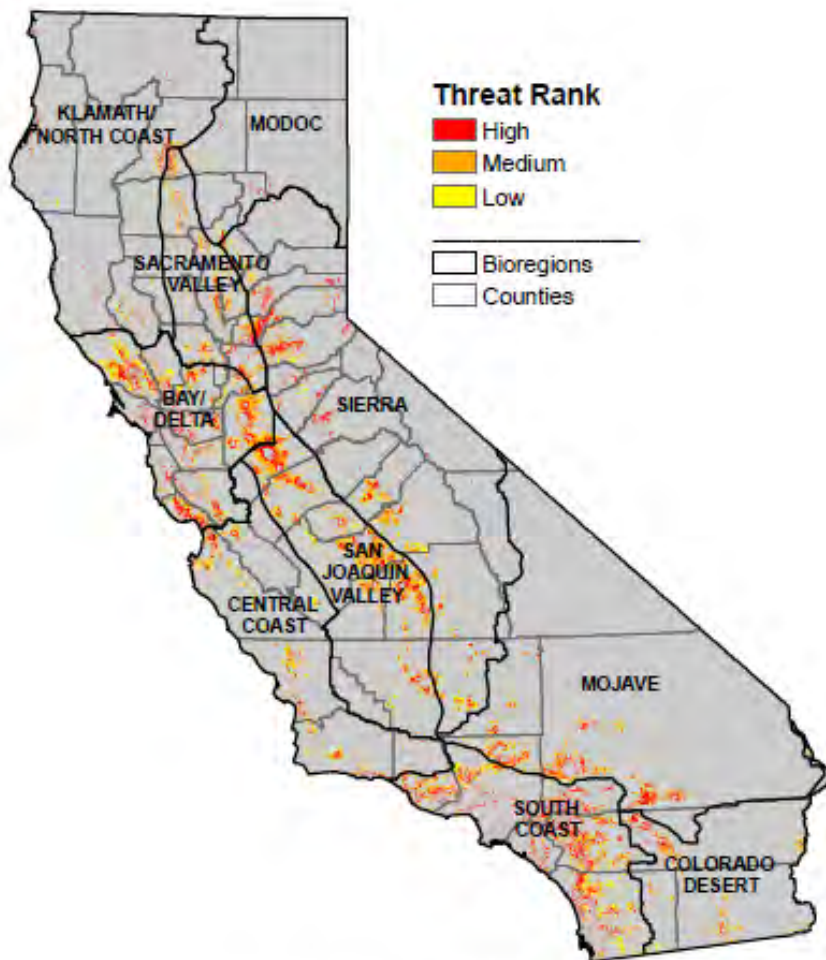 Threat Rank
High
Medium
Low
Bioregions
Counties
KLAMATH/
NORTH COAST
MODOC
SACRAMENTO
VALLEY
BAY/
DELTA
SIERRA
SAN
JOAQUIN
VALLEY
CENTRAL
COAST
MOJAVE
SOUTH
COAST
COLORADO
DESERT